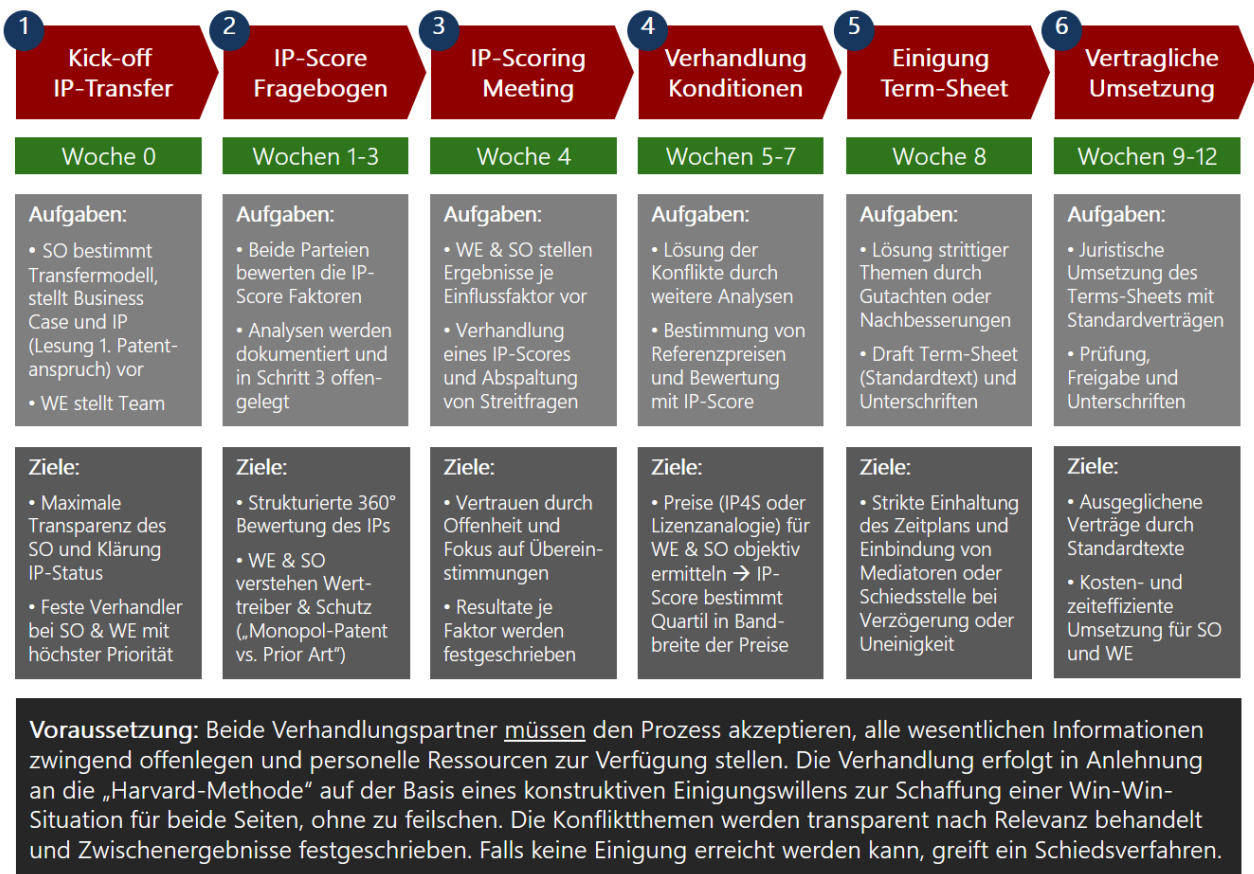 1
Kick-off
IP-Transfer
2
IP-Score
Fragebogen
3
IP-Scoring
Meeting
4
Verhandlung
Konditionen
5
Einigung
Term-Sheet
6
Vertragliche
Umsetzung
Woche 0
Wochen 1-3
Woche 4
Wochen 5-7
Woche 8
Wochen 9-12
Aufgaben:
• SO bestimmt
Transfermodell,
stellt Business
Case und IP
(Lesung 1. Patent-
anspruch) vor
• WE stellt Team
Aufgaben:
• Beide Parteien
bewerten die IP-
Score Faktoren
• Analysen werden
dokumentiert und
in Schritt 3 offen-
gelegt
Aufgaben:
• WE & SO stellen
Ergebnisse je
Einflussfaktor vor
• Verhandlung
eines IP-Scores
und Abspaltung
von Streitfragen
Aufgaben:
• Lösung der
Konflikte durch
weitere Analysen
• Bestimmung von
Referenzpreisen
und Bewertung
mit IP-Score
Aufgaben:
• Lösung strittiger
Themen durch
Gutachten oder
Nachbesserungen
• Draft Term-Sheet
(Standardtext) und
Unterschriften
Aufgaben:
• Juristische
Umsetzung des
Terms-Sheets mit
Standardverträgen
• Prüfung,
Freigabe und
Unterschriften
Ziele:
• Maximale
Transparenz des
SO und Klärung
IP-Status
• Feste Verhandler
bei SO & WE mit
höchster Priorität
Ziele:
• Strukturierte 360°
Bewertung des IPs
• WE & SO
verstehen Wert-
treiber & Schutz
(„Monopol-Patent
vs. Prior Art“)
Ziele:
• Vertrauen durch
Offenheit und
Fokus auf Überein-
stimmungen
• Resultate je
Faktor werden
festgeschrieben
Ziele:
• Preise (IP4S oder
Lizenzanalogie) für
WE & SO objektiv
ermitteln → IP-
Score bestimmt
Quartil in Band-
breite der Preise
Ziele:
• Strikte Einhaltung
des Zeitplans und
Einbindung von
Mediatoren oder
Schiedsstelle bei
Verzögerung oder
Uneinigkeit
Ziele:
• Ausgeglichene
Verträge durch
Standardtexte
• Kosten- und
zeiteffiziente
Umsetzung für SO
und WE
Voraussetzung: Beide Verhandlungspartner müssen den Prozess akzeptieren, alle wesentlichen Informationen
zwingend offenlegen und personelle Ressourcen zur Verfügung stellen. Die Verhandlung erfolgt in Anlehnung
an die „Harvard-Methode“ auf der Basis eines konstruktiven Einigungswillens zur Schaffung einer Win-Win-
Situation für beide Seiten, ohne zu feilschen. Die Konfliktthemen werden transparent nach Relevanz behandelt
und Zwischenergebnisse festgeschrieben. Falls keine Einigung erreicht werden kann, greift ein Schiedsverfahren.